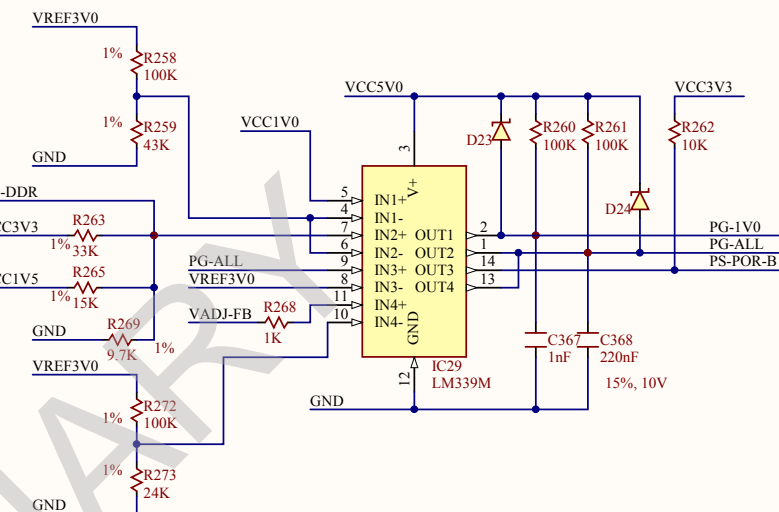 VREF3V0
1%
R258
100K
1%
R259
43K
GND
VCC1V0
VCC5V0
VCC3V3
D23
R260
100K
R261
100K
R262
10K
D24
3
V+
5
IN1+
4
IN1-
7
IN2+
6
IN2-
9
IN3+
8
IN3-
11
IN4+
10
IN4-
OUT1
2
OUT2
1
OUT3
14
OUT4
13
GND
12
IC29
LM339M
PG-1V0
PG-ALL
PS-POR-B
-DDR
C3V3
R263
1%
33K
C1V5
R265
1%
15K
GND
R269
9.7K
1%
PG-ALL
VREF3V0
VADJ-FB
R268
1K
C367
1nF
C368
220nF
15%, 10V
GND
VREF3V0
1%
R272
100K
1%
R273
24K
GND
ARY